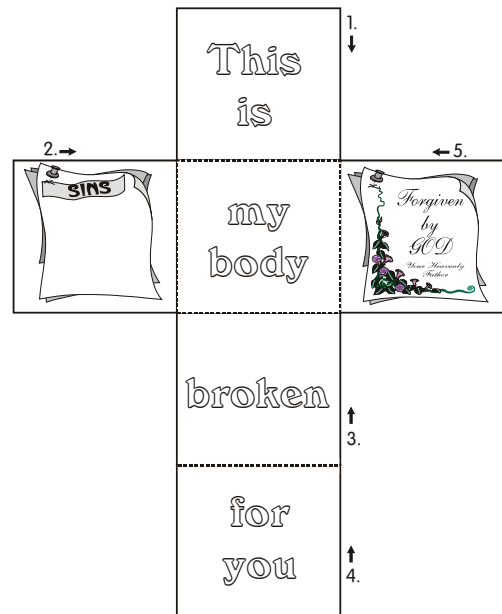 1.
This
is
2.
5.
SINS
my
body
Forgiven
by
GOD
Your Heavenly
Father
broken
3.
for
you
4.